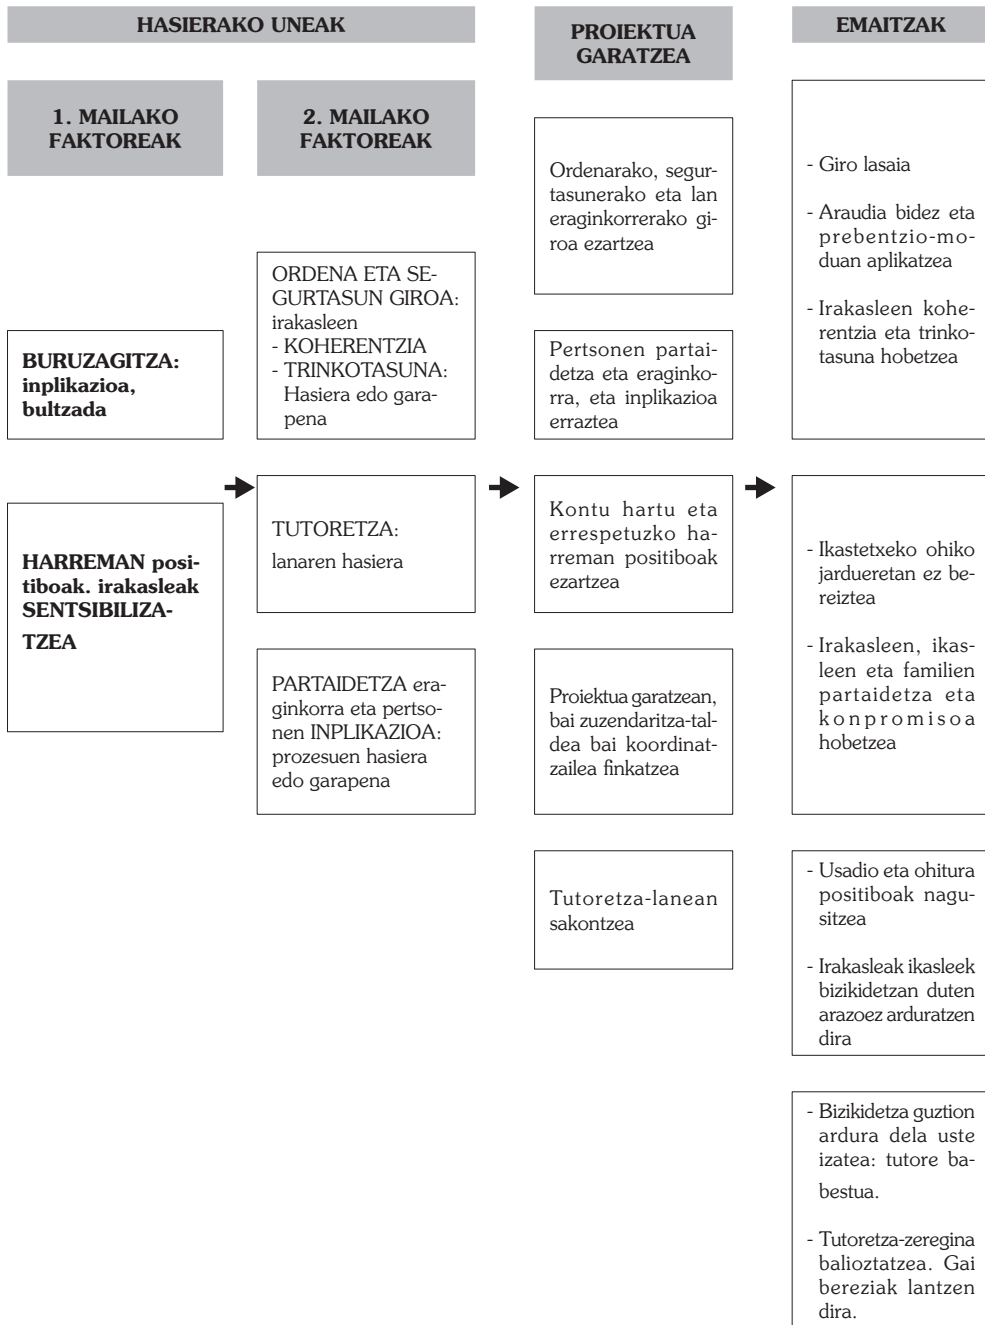 HASIERAKO UNEAK
1. MAILAKO
FAKTOREAK
BURUZAGITZA:
inplikazioa,
bultzada
HARREMAN posi-
tiboak. irakasleak
SENTSIBILIZA-
TZEA
2. MAILAKO
FAKTOREAK
ORDENA ETA SE-
GURTASUN GIROA:
irakasleen
- KOHERENTZIA
- TRINKOTASUNA:
Hasiera edo gara-
pena
TUTORETZA:
lanaren hasiera
PARTAIDETZA era-
ginkorra eta pertso-
nen INPLIKAZIOA:
prozesuen hasiera
edo garapena
PROIEKTUA
GARATZEA
Ordenarako, segur-
tasunerako eta lan
eraginkorrerako gi-
roa ezartzea
Pertsonen partai-
detza eta eraginko-
rra, eta inplikazioa
erraztea
Kontu hartu eta
errespetuzko ha-
rreman positiboak
ezartzea
Proiektua garatzean,
bai zuzendaritza-tal-
dea bai koordinat-
zailea finkatzea
Tutoretza-lanean
sakontzea
EMAITZAK
- Giro lasaia
- Araudia bidez eta
prebentzio-mo-
duan aplikatzea
- Irakasleen kohe-
rentzia eta trinko-
tasuna hobetzea
- Ikastetxeko ohiko
jardueretan ez be-
reiztea
- Irakasleen, ikas-
leen eta familien
partaidetza eta
konpromisoa
hobetzea
- Usadio eta ohitura
positiboak nagu-
sitzea
- Irakasleak ikasleek
bizikidetzan duten
arazoez arduratzen
dira
- Bizikidetza guztion
ardura dela uste
izatea: tutore ba-
bestua.
- Tutoretza-zeregina
balioztatzea. Gai
bereziak lantzen
dira.